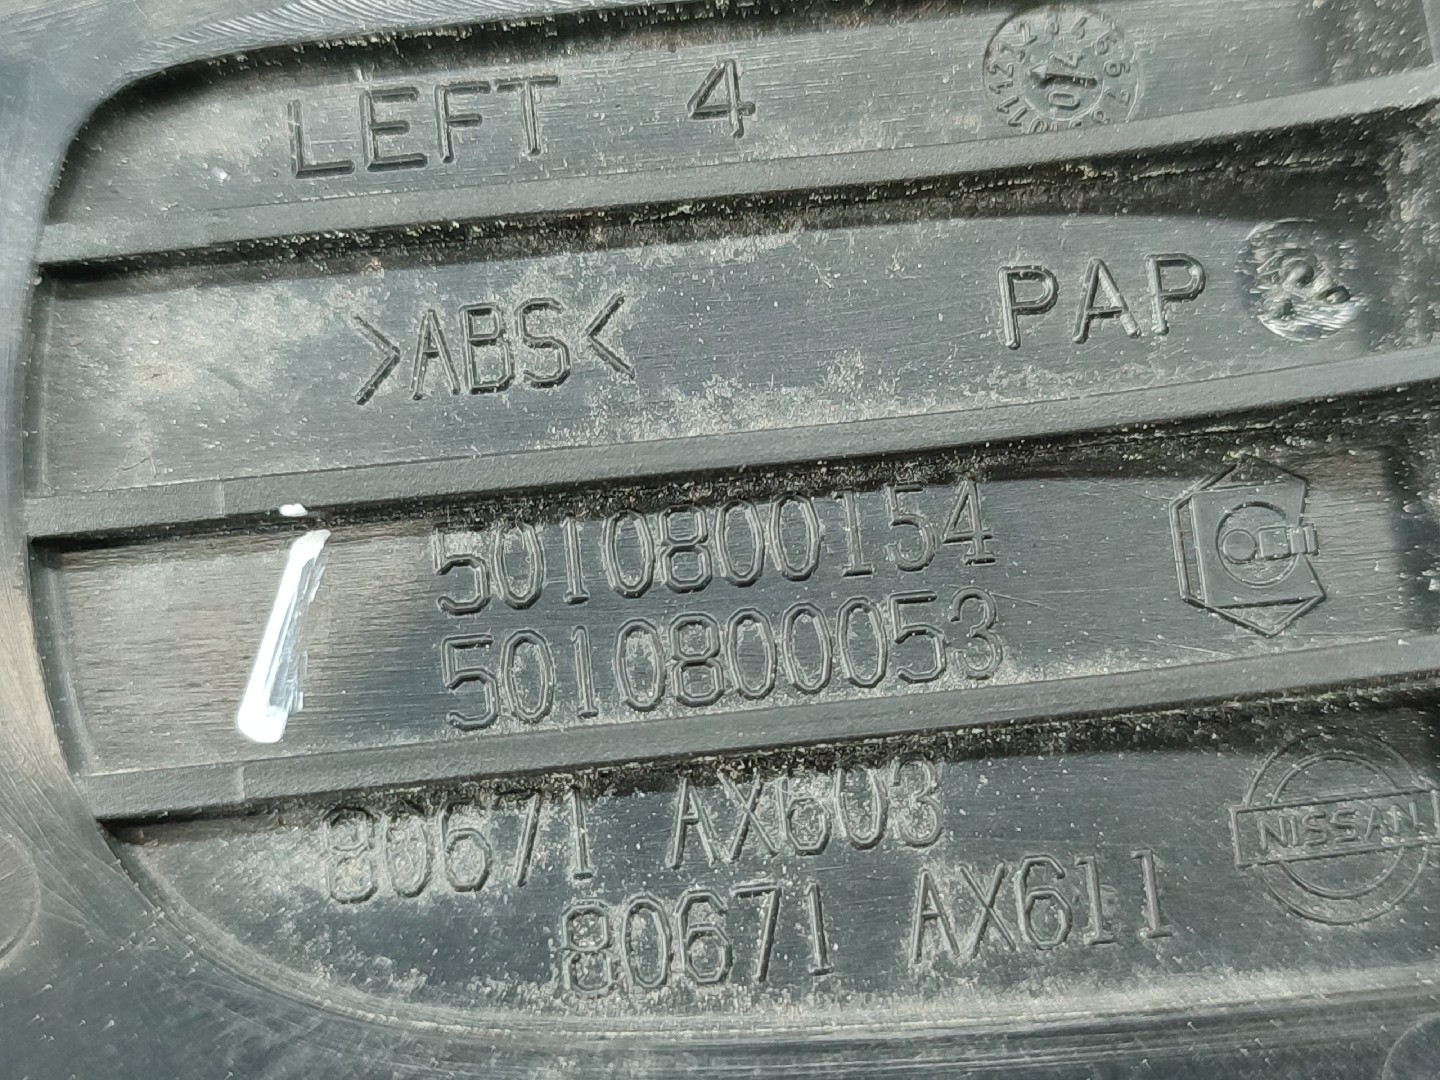 LEFT 4
>ABS< PAP
5010800154
5010800053
80671 AX603
80671 AX611
NISSAN